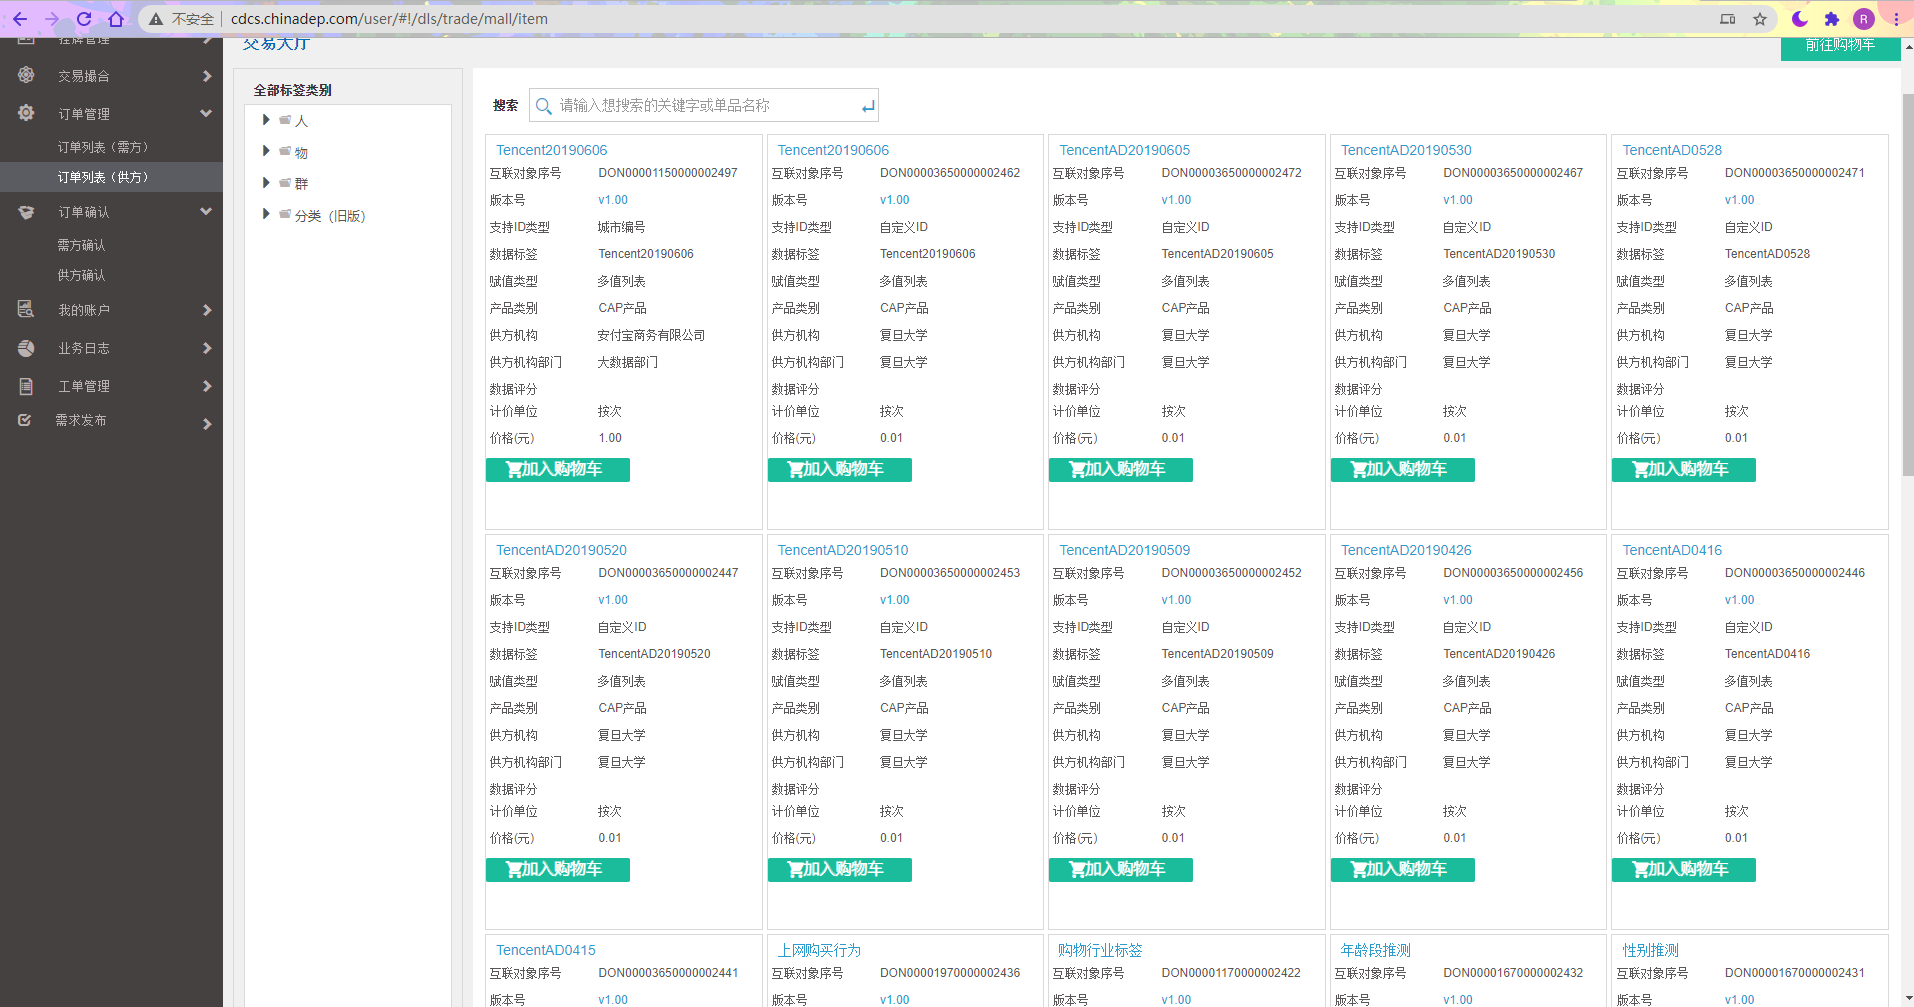 不安全 cdcs.chinadep.com/user/#!/dls/trade/mall/item
R
挂牌管理
交易撮合
订单管理
订单列表（需方）
订单列表（供方）
订单确认
需方确认
供方确认
我的账户
业务日志
工单管理
需求发布
交易大厅
前往购物车
全部标签类别
人
物
群
分类（旧版）
搜索 请输入想搜索的关键字或单品名称
Tencent20190606
互联对象序号 DON00001150000002497
版本号 v1.00
支持ID类型 城市编号
数据标签 Tencent20190606
赋值类型 多值列表
产品类别 CAP产品
供方机构 安付宝商务有限公司
供方机构部门 大数据部门
数据评分
计价单位 按次
价格(元) 1.00
加入购物车
Tencent20190606
互联对象序号 DON00003650000002462
版本号 v1.00
支持ID类型 自定义ID
数据标签 Tencent20190606
赋值类型 多值列表
产品类别 CAP产品
供方机构 复旦大学
供方机构部门 复旦大学
数据评分
计价单位 按次
价格(元) 0.01
加入购物车
TencentAD20190605
互联对象序号 DON00003650000002472
版本号 v1.00
支持ID类型 自定义ID
数据标签 TencentAD20190605
赋值类型 多值列表
产品类别 CAP产品
供方机构 复旦大学
供方机构部门 复旦大学
数据评分
计价单位 按次
价格(元) 0.01
加入购物车
TencentAD20190530
互联对象序号 DON00003650000002467
版本号 v1.00
支持ID类型 自定义ID
数据标签 TencentAD20190530
赋值类型 多值列表
产品类别 CAP产品
供方机构 复旦大学
供方机构部门 复旦大学
数据评分
计价单位 按次
价格(元) 0.01
加入购物车
TencentAD0528
互联对象序号 DON00003650000002471
版本号 v1.00
支持ID类型 自定义ID
数据标签 TencentAD0528
赋值类型 多值列表
产品类别 CAP产品
供方机构 复旦大学
供方机构部门 复旦大学
数据评分
计价单位 按次
价格(元) 0.01
加入购物车
TencentAD20190520
互联对象序号 DON00003650000002447
版本号 v1.00
支持ID类型 自定义ID
数据标签 TencentAD20190520
赋值类型 多值列表
产品类别 CAP产品
供方机构 复旦大学
供方机构部门 复旦大学
数据评分
计价单位 按次
价格(元) 0.01
加入购物车
TencentAD20190510
互联对象序号 DON00003650000002453
版本号 v1.00
支持ID类型 自定义ID
数据标签 TencentAD20190510
赋值类型 多值列表
产品类别 CAP产品
供方机构 复旦大学
供方机构部门 复旦大学
数据评分
计价单位 按次
价格(元) 0.01
加入购物车
TencentAD20190509
互联对象序号 DON00003650000002452
版本号 v1.00
支持ID类型 自定义ID
数据标签 TencentAD20190509
赋值类型 多值列表
产品类别 CAP产品
供方机构 复旦大学
供方机构部门 复旦大学
数据评分
计价单位 按次
价格(元) 0.01
加入购物车
TencentAD20190426
互联对象序号 DON00003650000002456
版本号 v1.00
支持ID类型 自定义ID
数据标签 TencentAD20190426
赋值类型 多值列表
产品类别 CAP产品
供方机构 复旦大学
供方机构部门 复旦大学
数据评分
计价单位 按次
价格(元) 0.01
加入购物车
TencentAD0416
互联对象序号 DON00003650000002446
版本号 v1.00
支持ID类型 自定义ID
数据标签 TencentAD0416
赋值类型 多值列表
产品类别 CAP产品
供方机构 复旦大学
供方机构部门 复旦大学
数据评分
计价单位 按次
价格(元) 0.01
加入购物车
TencentAD0415
互联对象序号 DON00003650000002441
版本号 v1.00
上网购买行为
互联对象序号 DON00001970000002436
版本号 v1.00
购物行业标签
互联对象序号 DON00001170000002422
版本号 v1.00
年龄段推测
互联对象序号 DON00001670000002432
版本号 v1.00
性别推测
互联对象序号 DON00001670000002431
版本号 v1.00